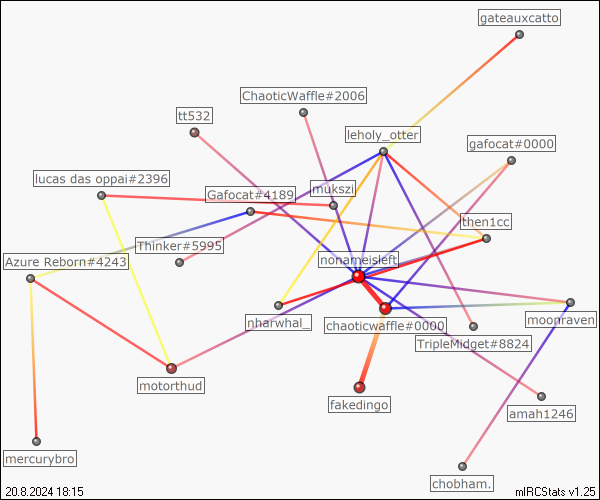 gateauxcatto
ChaoticWaffle#2006
tt532
leholy_otter
gafocat#0000
lucas das oppai#2396
mukszi
Gafocat#4189
then1cc
Thinker#5995
nonameisleft
Azure Reborn#4243
nharwhal_
chaoticwaffle#0000
moonraven
TripleMidget#8824
motorthud
fakedingo
amah1246
mercurybro
chobham.
20.8.2024 18:15
mIRCStats v1.25